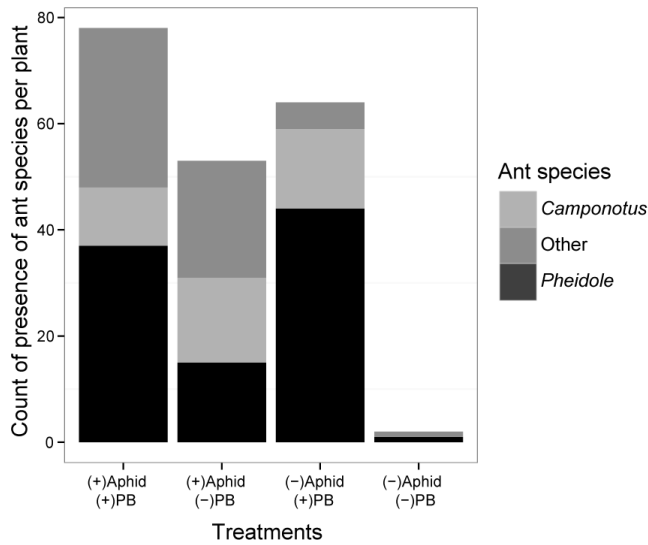 Count of presence of ant species per plant
80
60
40
20
0
(+)Aphid
(+)PB
(+)Aphid
(−)PB
(−)Aphid
(+)PB
(−)Aphid
(−)PB
Treatments
Ant species
Camponotus
Other
Pheidole